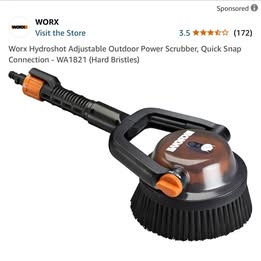 Sponsored
WORX
WORX
Visit the Store
3.5
(172)
Worx Hydroshot Adjustable Outdoor Power Scrubber, Quick Snap
Connection - WA1821 (Hard Bristles)
WORX